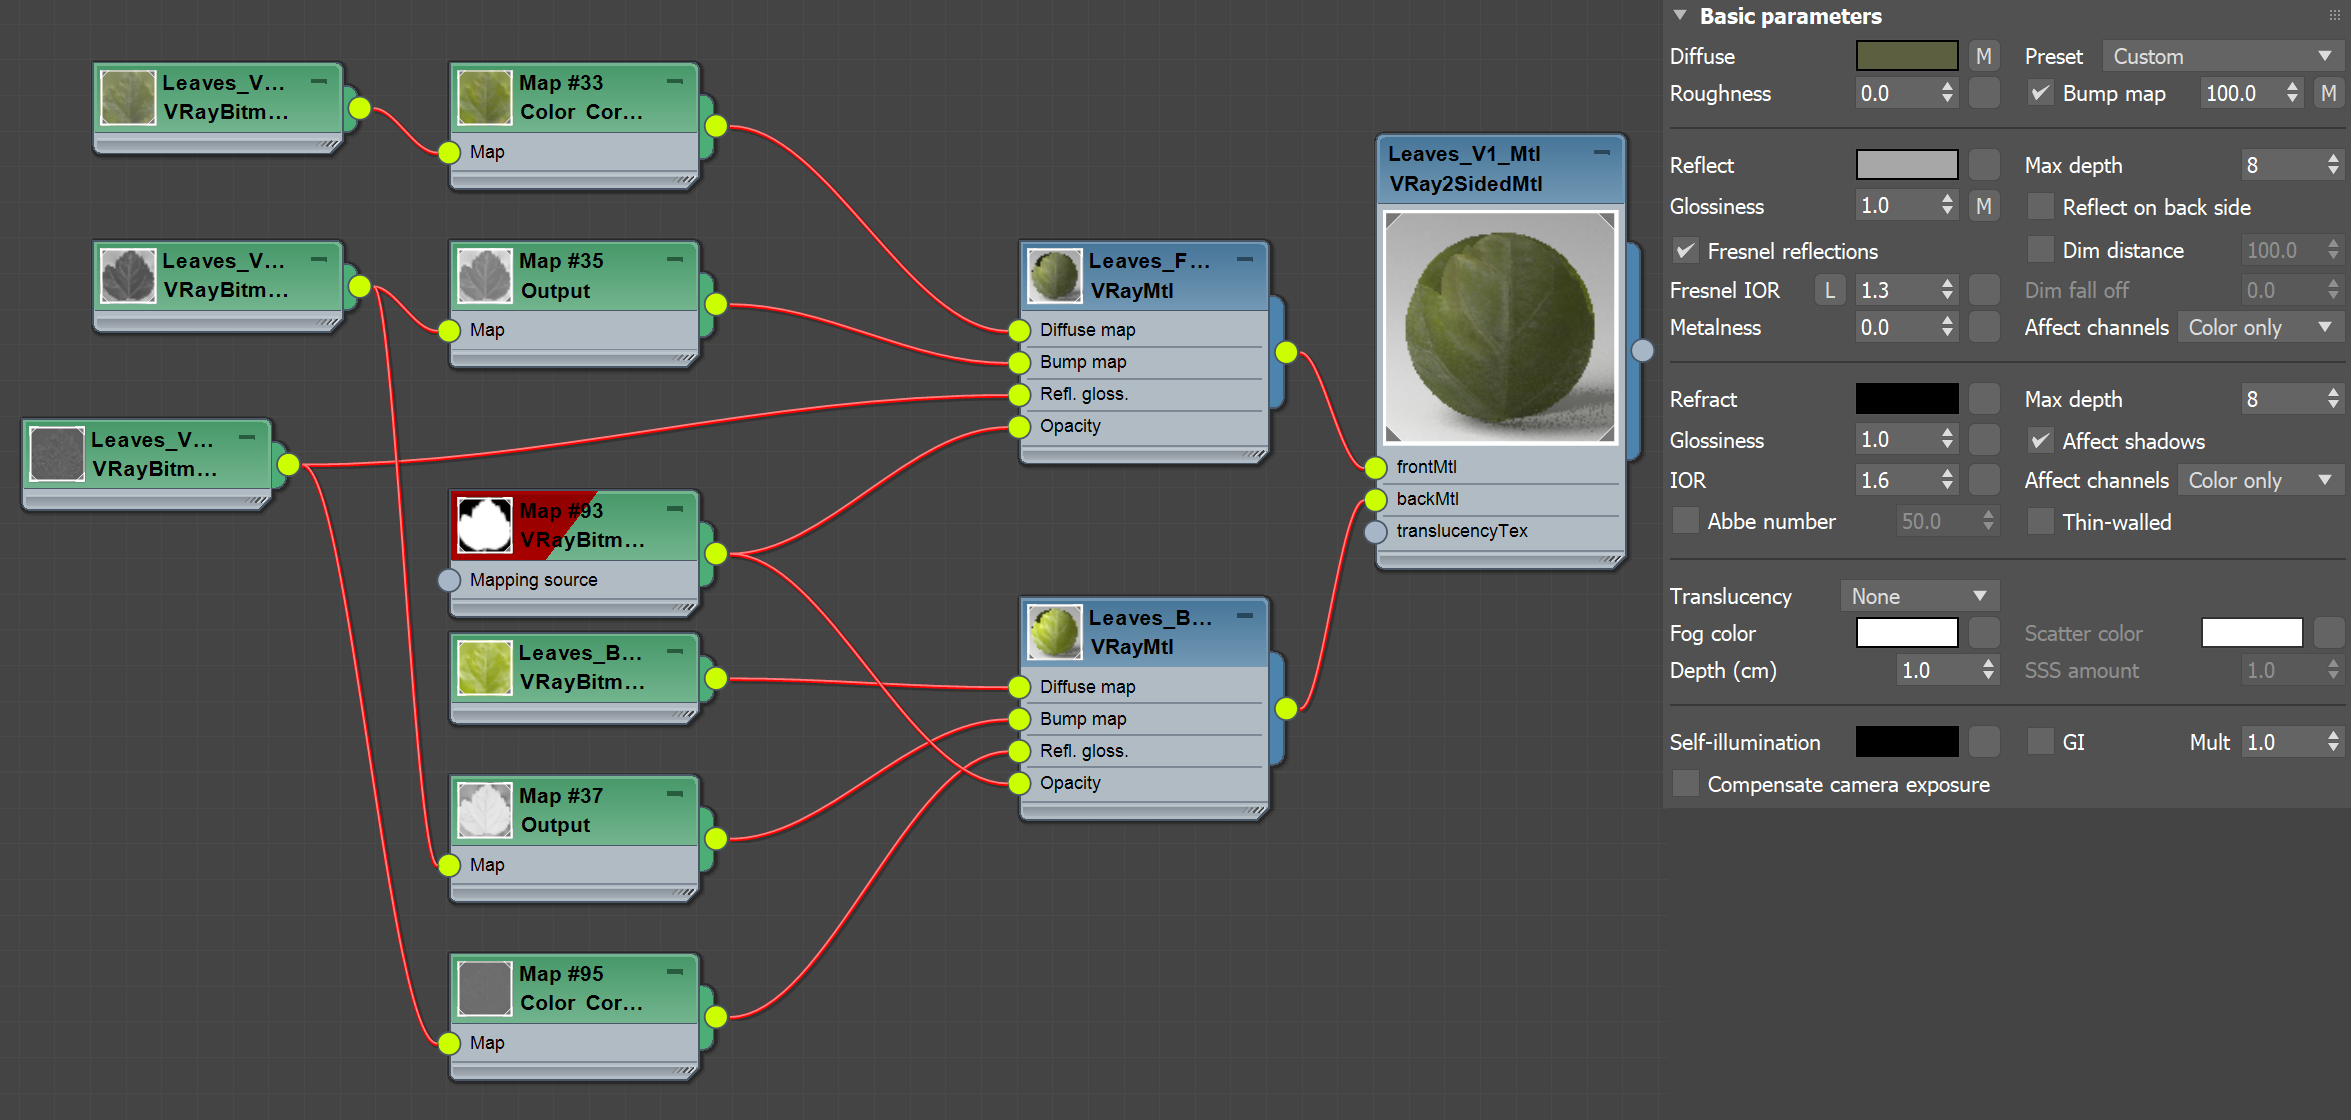 Leaves_V...
VRayBitm...
Map #33
Color Cor...
Map
Leaves_V...
VRayBitm...
Map #35
Output
Map
Leaves_V...
VRayBitm...
Map #93
VRayBitm...
Mapping source
Leaves_B...
VRayBitm...
Map #37
Output
Map
Map #95
Color Cor...
Map
Leaves_F...
VRayMtl
Diffuse map
Bump map
Refl. gloss.
Opacity
Leaves_B...
VRayMtl
Diffuse map
Bump map
Refl. gloss.
Opacity
Leaves_V1_Mtl
VRay2SidedMtl
frontMtl
backMtl
translucencyTex
Basic parameters
Diffuse M Preset Custom
Roughness 0.0 Bump map 100.0 M
Reflect Max depth 8
Glossiness 1.0 M Reflect on back side
Fresnel reflections Dim distance 100.0
Fresnel IOR L 1.3 Dim fall off 0.0
Metalness 0.0 Affect channels Color only
Refract Max depth 8
Glossiness 1.0 Affect shadows
IOR 1.6 Affect channels Color only
Abbe number 50.0 Thin-walled
Translucency None
Fog color Scatter color
Depth (cm) 1.0 SSS amount 1.0
Self-illumination GI Mult 1.0
Compensate camera exposure